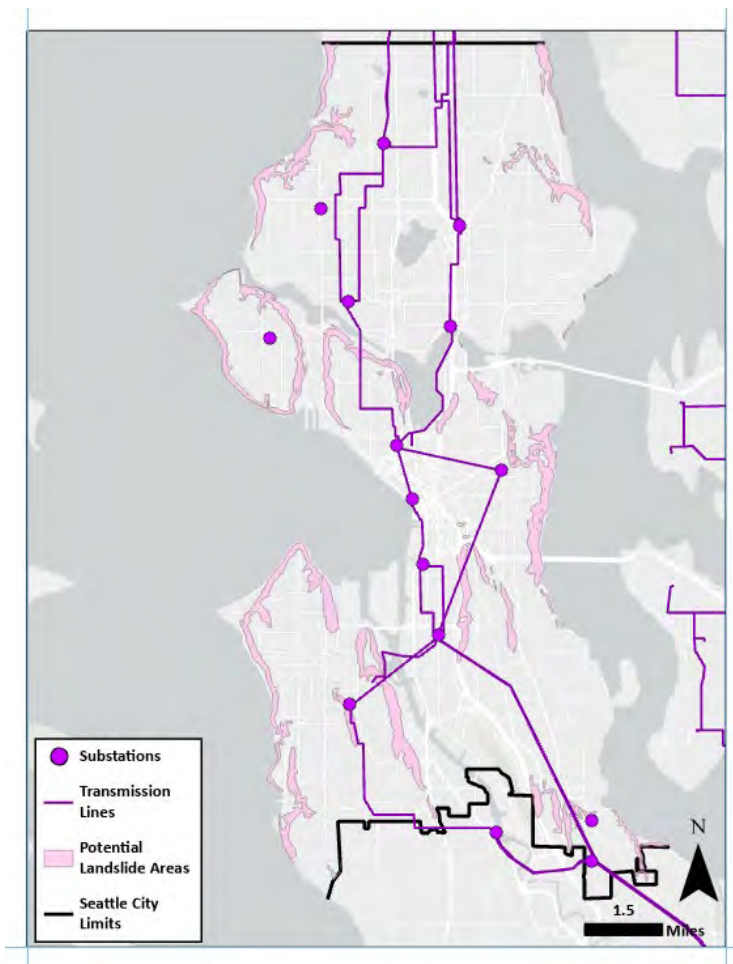 Substations
Transmission
Lines
Potential
Landslide Areas
Seattle City
Limits
N
1.5
Miles